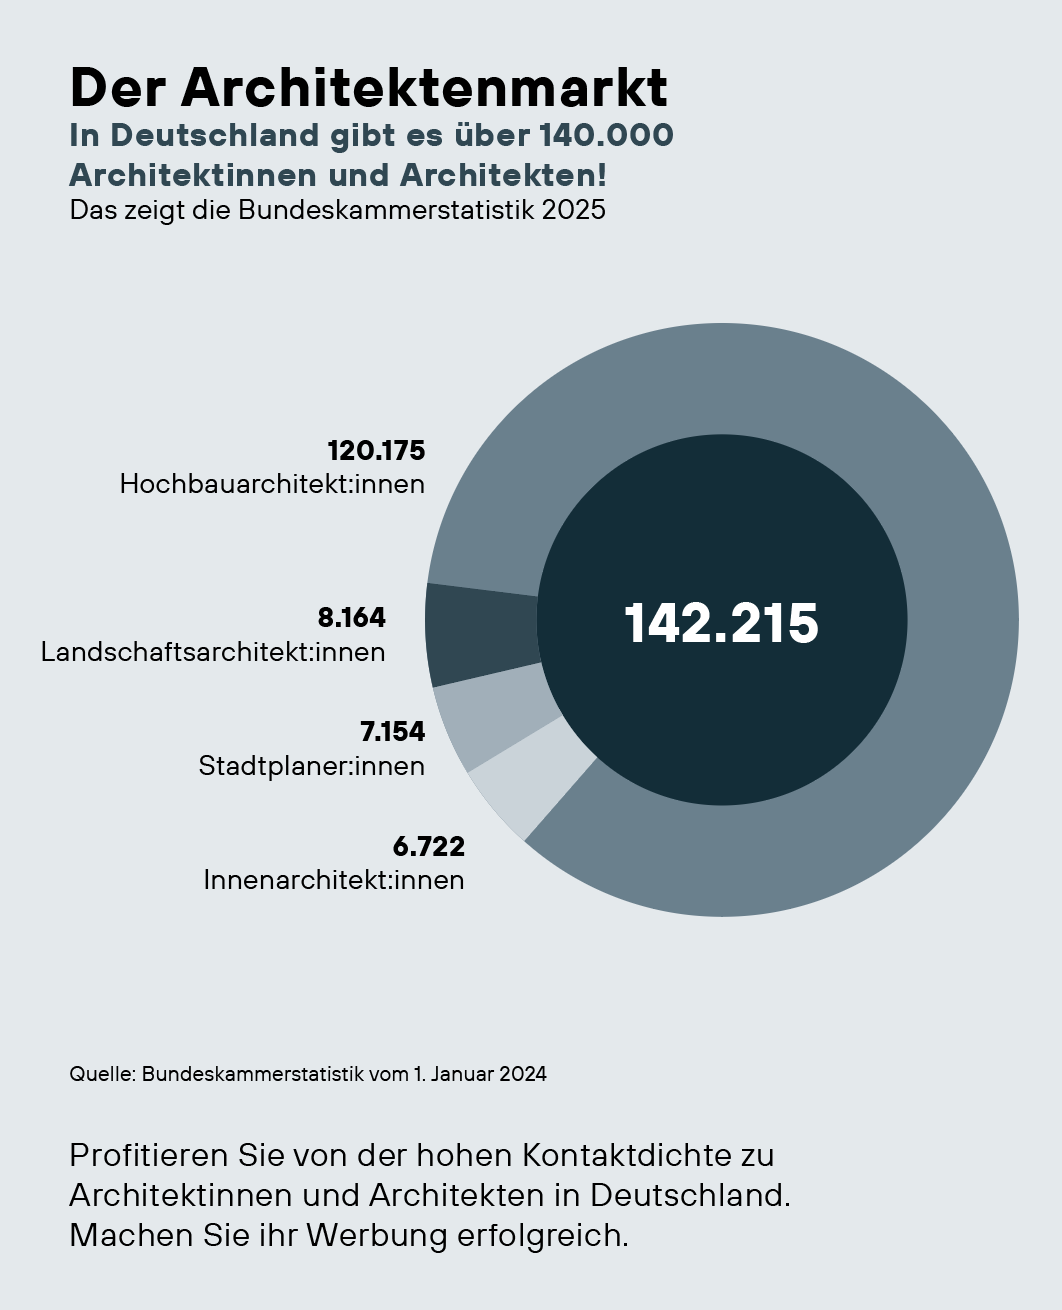 Der Architektenmarkt
In Deutschland gibt es über 140.000
Architektinnen und Architekten!
Das zeigt die Bundeskammerstatistik 2025
120.175
Hochbauarchitekt:innen
8.164
Landschaftsarchitekt:innen
142.215
7.154
Stadtplaner:innen
6.722
Innenarchitekt:innen
Quelle: Bundeskammerstatistik vom 1. Januar 2024
Profitieren Sie von der hohen Kontaktdichte zu
Architektinnen und Architekten in Deutschland.
Machen Sie ihr Werbung erfolgreich.